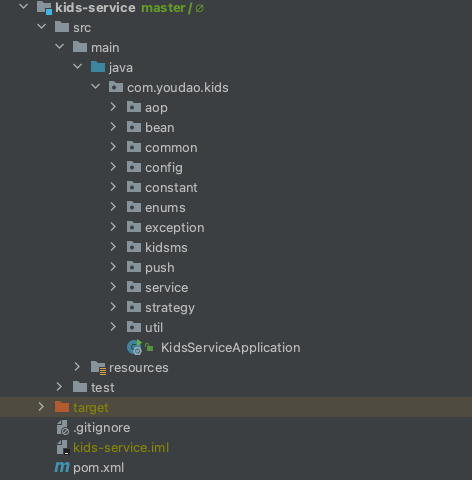 kids-service master / ∅
src
main
java
com.youdao.kids
aop
bean
common
config
constant
enums
exception
kidsms
push
service
strategy
util
KidsServiceApplication
resources
test
target
.gitignore
kids-service.iml
pom.xml